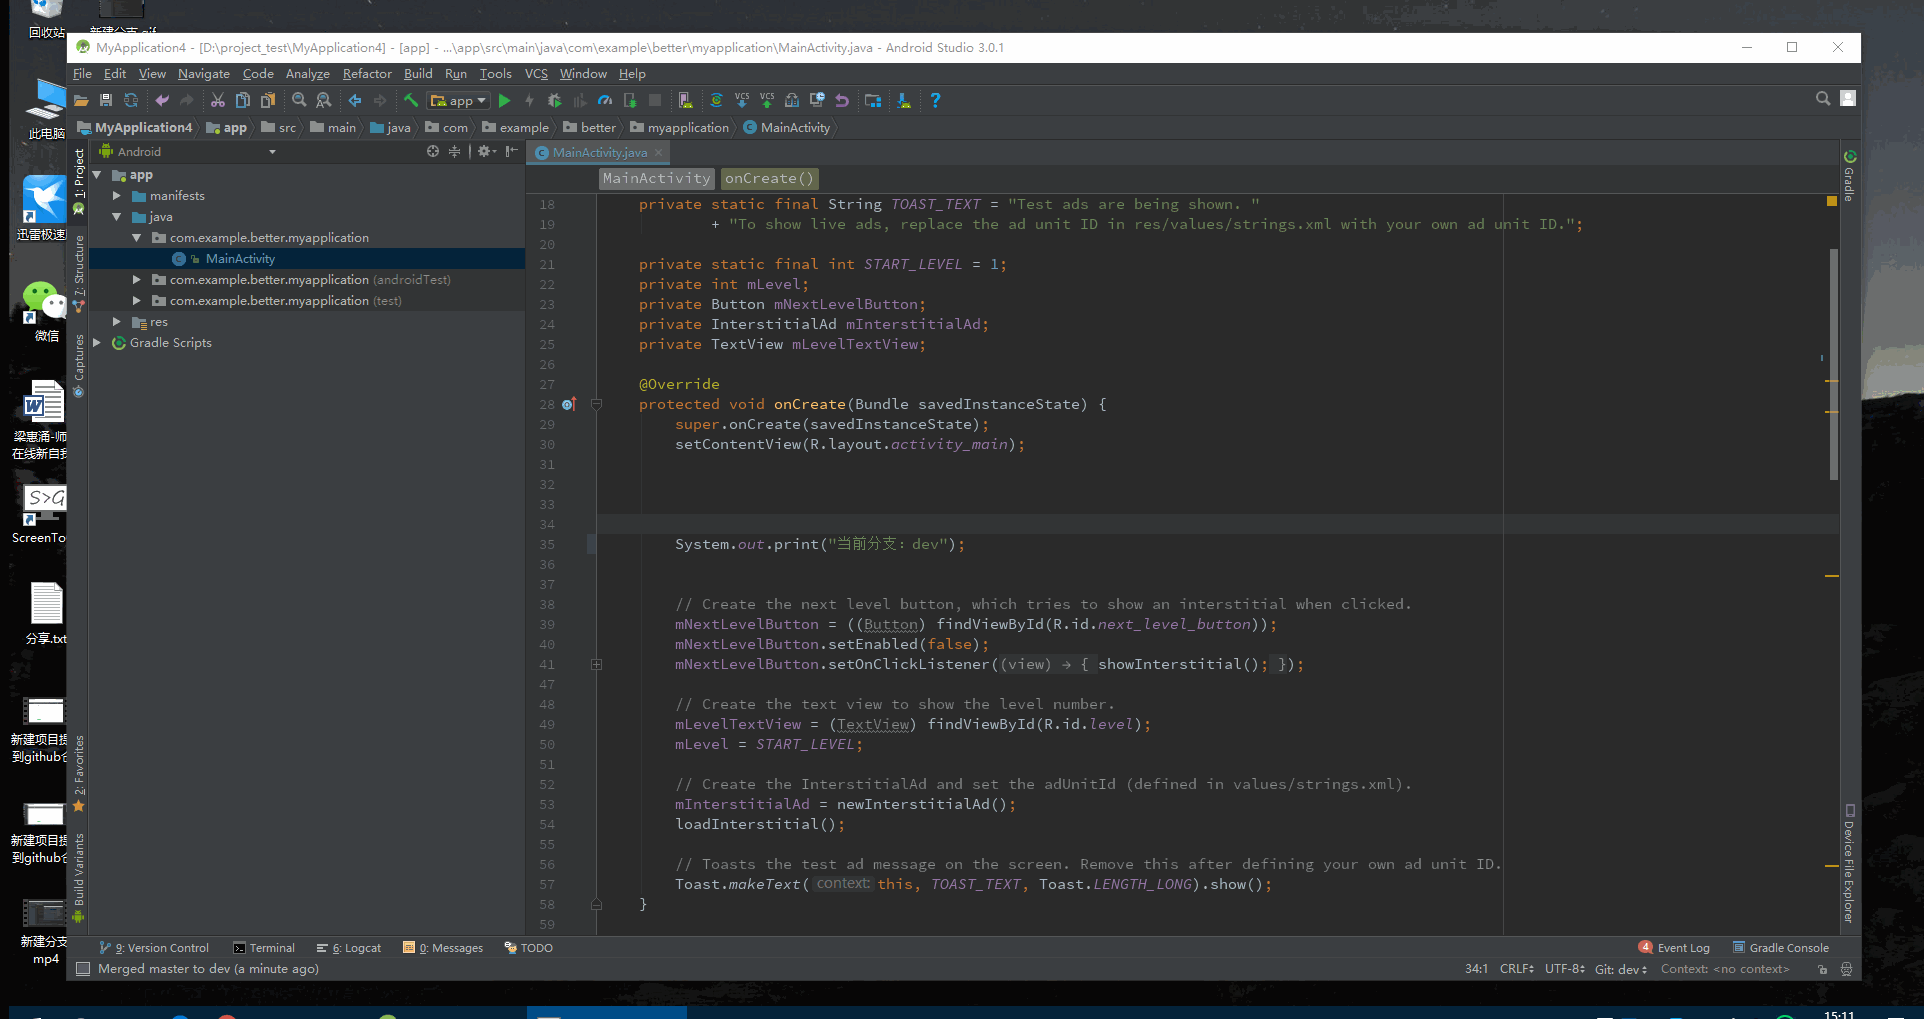 回收站
新建分支.gif
此电脑
迅雷极速
微信
梁惠涌-师
在线新自我
S>G
ScreenTo
分享.txt
新建项目提
到github仓
新建项目提
到github仓
新建分支
mp4
MyApplication4 - [D:\project_test\MyApplication4] - [app] - ...\app\src\main\java\com\example\better\myapplication\MainActivity.java - Android Studio 3.0.1
File Edit View Navigate Code Analyze Refactor Build Run Tools VCS Window Help
app VCS VCS ?
MyApplication4 app src main java com example better myapplication MainActivity
1: Project
7: Structure
Captures
2: Favorites
Build Variants
Android
app
manifests
java
com.example.better.myapplication
MainActivity
com.example.better.myapplication (androidTest)
com.example.better.myapplication (test)
res
Gradle Scripts
MainActivity.java
MainActivity onCreate()
18 private static final String TOAST_TEXT = "Test ads are being shown. "
19 + "To show live ads, replace the ad unit ID in res/values/strings.xml with your own ad unit ID.";
20
21 private static final int START_LEVEL = 1;
22 private int mLevel;
23 private Button mNextLevelButton;
24 private InterstitialAd mInterstitialAd;
25 private TextView mLevelTextView;
26
27 @Override
28 protected void onCreate(Bundle savedInstanceState) {
29 super.onCreate(savedInstanceState);
30 setContentView(R.layout.activity_main);
31
32
33
34
35 System.out.print("当前分支：dev");
36
37
38 // Create the next level button, which tries to show an interstitial when clicked.
39 mNextLevelButton = ((Button) findViewById(R.id.next_level_button));
40 mNextLevelButton.setEnabled(false);
41 mNextLevelButton.setOnClickListener((view) → { showInterstitial(); });
47
48 // Create the text view to show the level number.
49 mLevelTextView = (TextView) findViewById(R.id.level);
50 mLevel = START_LEVEL;
51
52 // Create the InterstitialAd and set the adUnitId (defined in values/strings.xml).
53 mInterstitialAd = newInterstitialAd();
54 loadInterstitial();
55
56 // Toasts the test ad message on the screen. Remove this after defining your own ad unit ID.
57 Toast.makeText(context: this, TOAST_TEXT, Toast.LENGTH_LONG).show();
58 }
59
Gradle
Device File Explorer
9: Version Control Terminal 6: Logcat 0: Messages TODO 4 Event Log Gradle Console
Merged master to dev (a minute ago) 34:1 CRLF UTF-8 Git: dev Context: <no context>
15:11